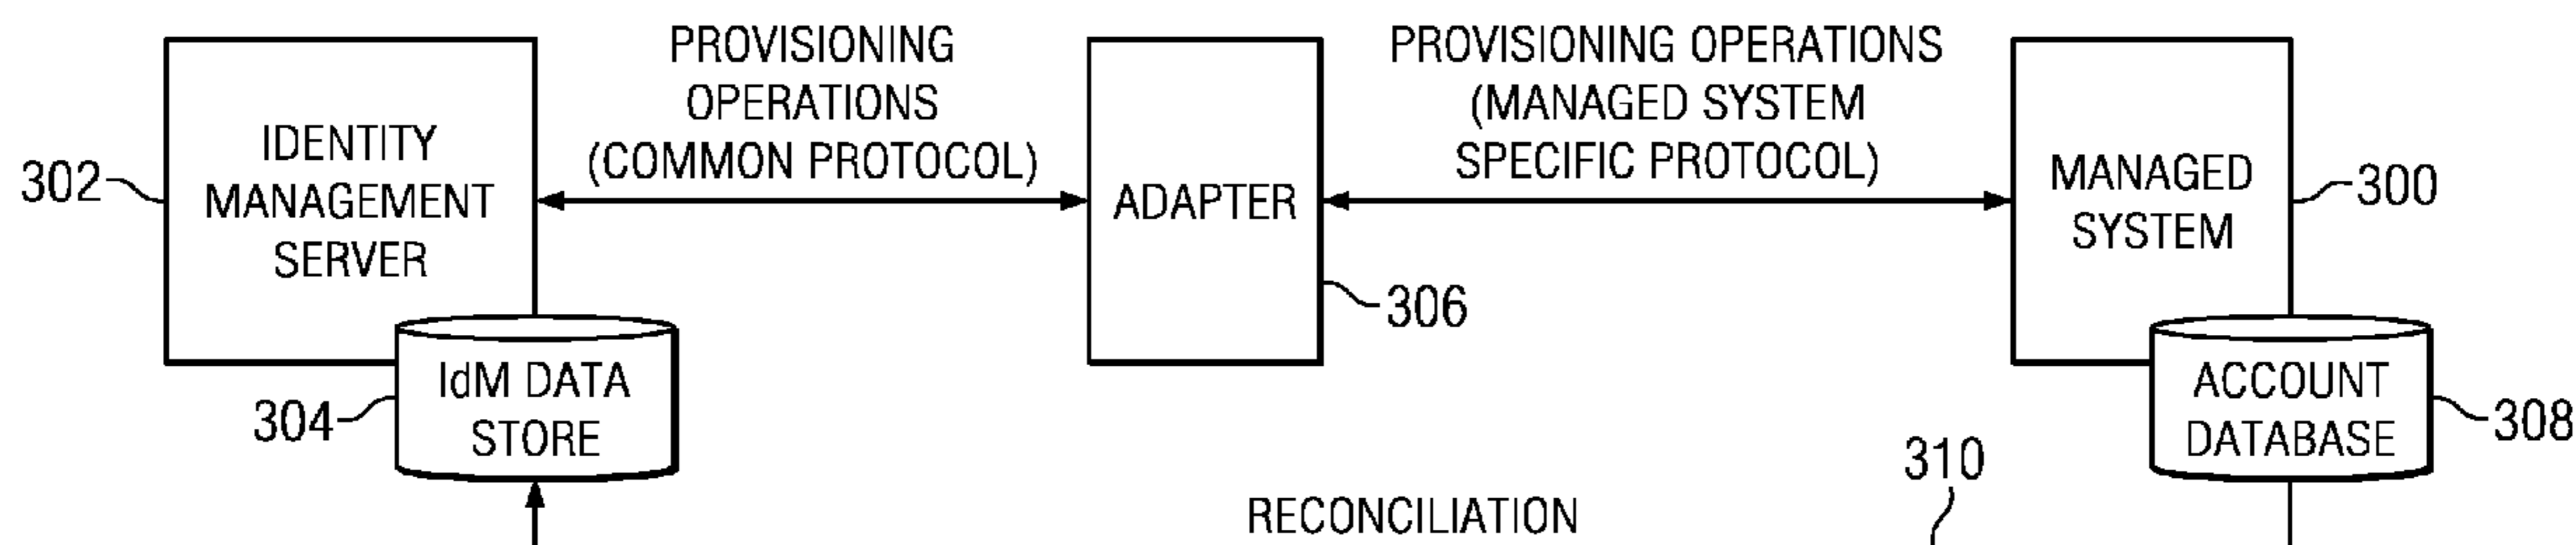 PROVISIONING
OPERATIONS
(COMMON PROTOCOL)
PROVISIONING OPERATIONS
(MANAGED SYSTEM
SPECIFIC PROTOCOL)
302
IDENTITY
MANAGEMENT
SERVER
ADAPTER
MANAGED
SYSTEM
300
306
304
IdM DATA
STORE
ACCOUNT
DATABASE
308
310
RECONCILIATION